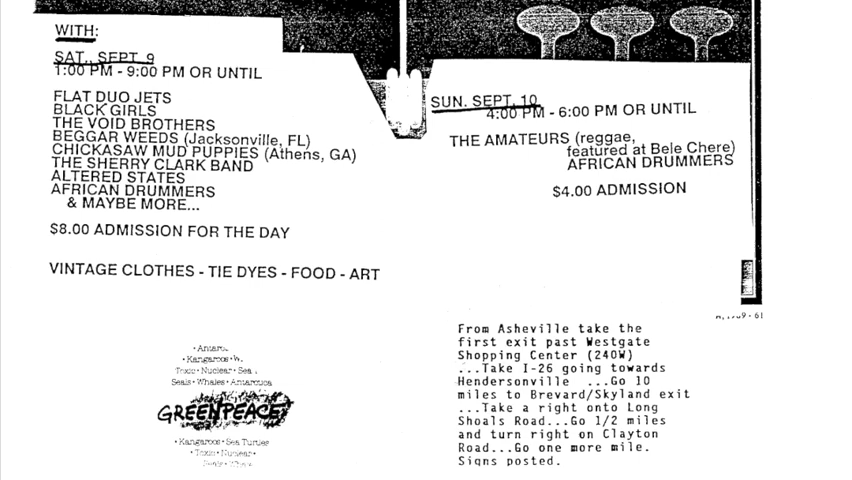 WITH:
SAT., SEPT. 9
1:00 PM - 9:00 PM OR UNTIL
FLAT DUO JETS
BLACK GIRLS
THE VOID BROTHERS
BEGGAR WEEDS (Jacksonville, FL)
CHICKASAW MUD PUPPIES (Athens, GA)
THE SHERRY CLARK BAND
ALTERED STATES
AFRICAN DRUMMERS
& MAYBE MORE...
$8.00 ADMISSION FOR THE DAY
VINTAGE CLOTHES - TIE DYES - FOOD - ART
SUN. SEPT. 10
4:00 PM - 6:00 PM OR UNTIL
THE AMATEURS (reggae,
featured at Bele Chere)
AFRICAN DRUMMERS
$4.00 ADMISSION
• Kangaroos •
Toxic • Nuclear • Sea
Seals • Whales • Antarctica
GREENPEACE
• Kangaroos • Sea Turtles
• Toxic • Nuclear •
From Asheville take the
first exit past Westgate
Shopping Center (240W)
...Take I-26 going towards
Hendersonville ...Go 10
miles to Brevard/Skyland exit
...Take a right onto Long
Shoals Road...Go 1/2 miles
and turn right on Clayton
Road...Go one more mile.
Signs posted.